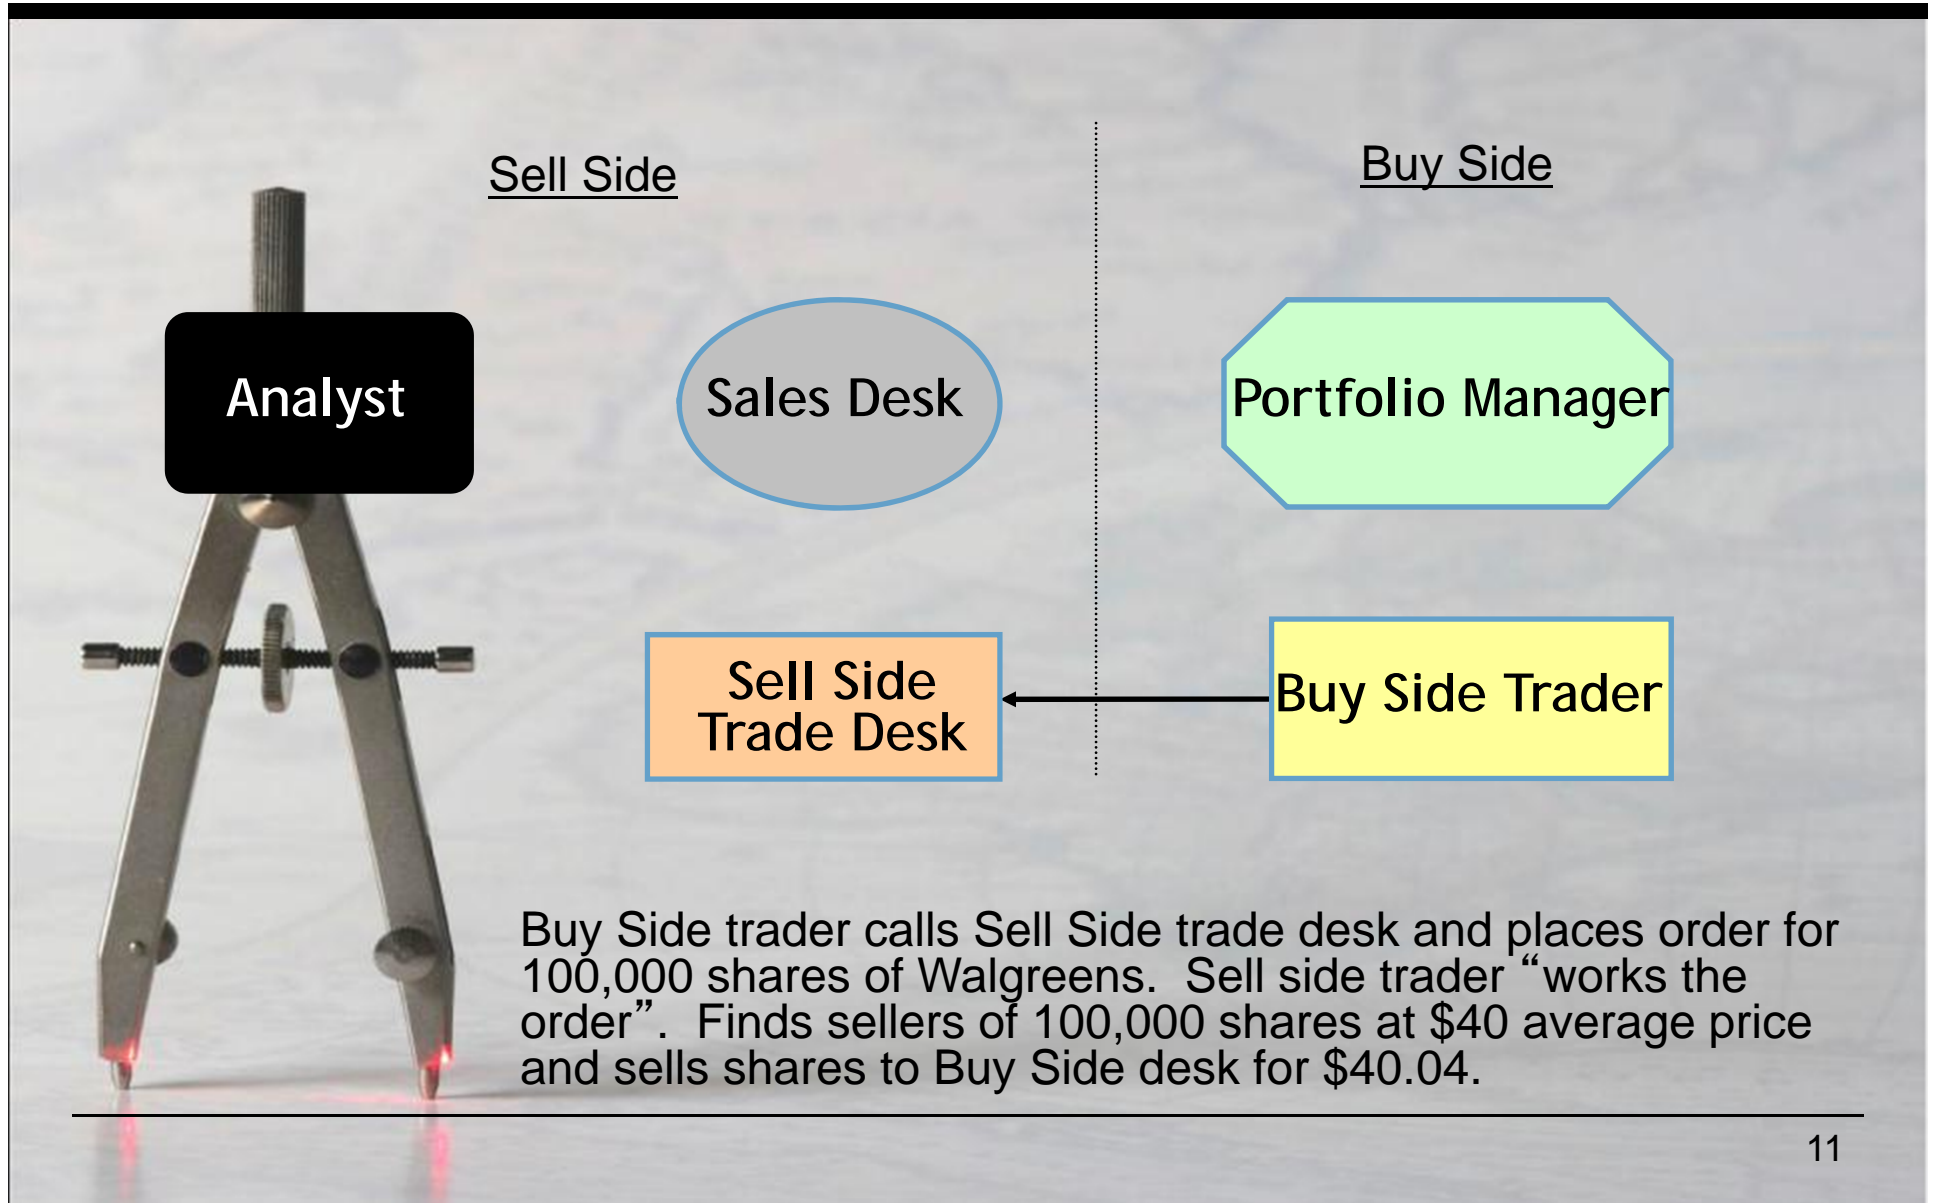 Sell Side
Buy Side
Analyst
Sales Desk
Portfolio Manager
Sell Side
Trade Desk
Buy Side Trader
Buy Side trader calls Sell Side trade desk and places order for
100,000 shares of Walgreens.  Sell side trader “works the
order”.  Finds sellers of 100,000 shares at $40 average price
and sells shares to Buy Side desk for $40.04.
11